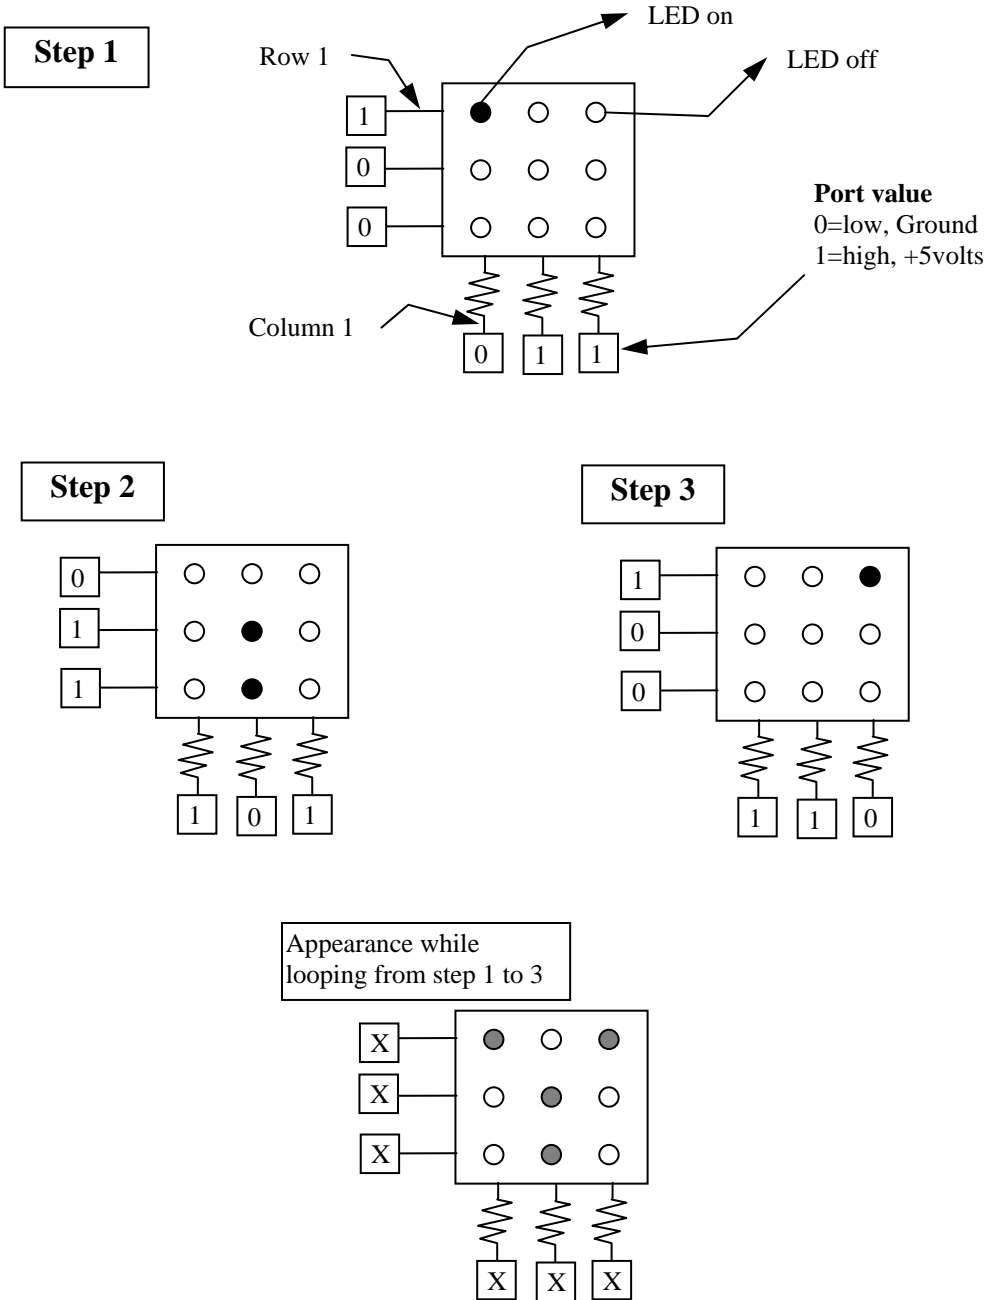 LED on
Step 1
Row 1
LED off
1
0
0
Port value
0=low, Ground
1=high, +5volts
Column 1
0 1 1
Step 2
0
1
1
1 0 1
Step 3
1
0
0
1 1 0
Appearance while
looping from step 1 to 3
X
X
X
X X X